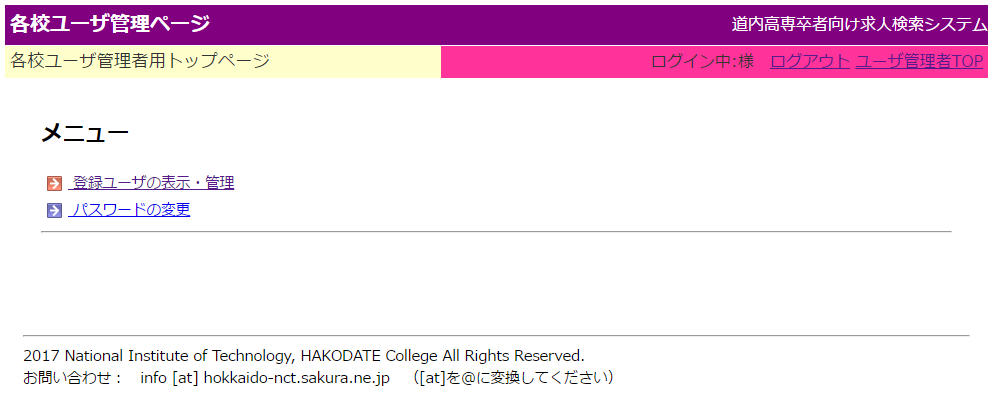 各校ユーザ管理ページ 道内高専卒者向け求人検索システム
各校ユーザ管理者用トップページ ログイン中:様 ログアウト ユーザ管理者TOP
メニュー
登録ユーザの表示・管理
パスワードの変更
2017 National Institute of Technology, HAKODATE College All Rights Reserved.
お問い合わせ： info [at] hokkaido-nct.sakura.ne.jp （[at]を@に変換してください）